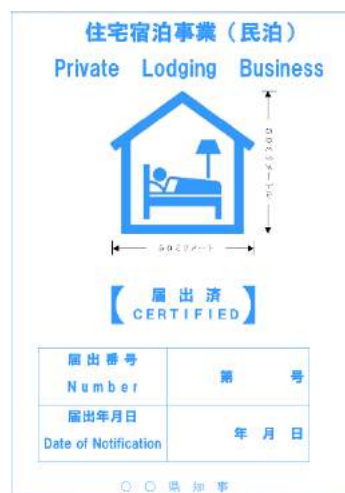 住宅宿泊事業（民泊）
Private Lodging Business
【届出済
CERTIFIED】
届出番号
Number
第 号
届出年月日
Date of Notification
年 月 日
○ ○ 県 知 事